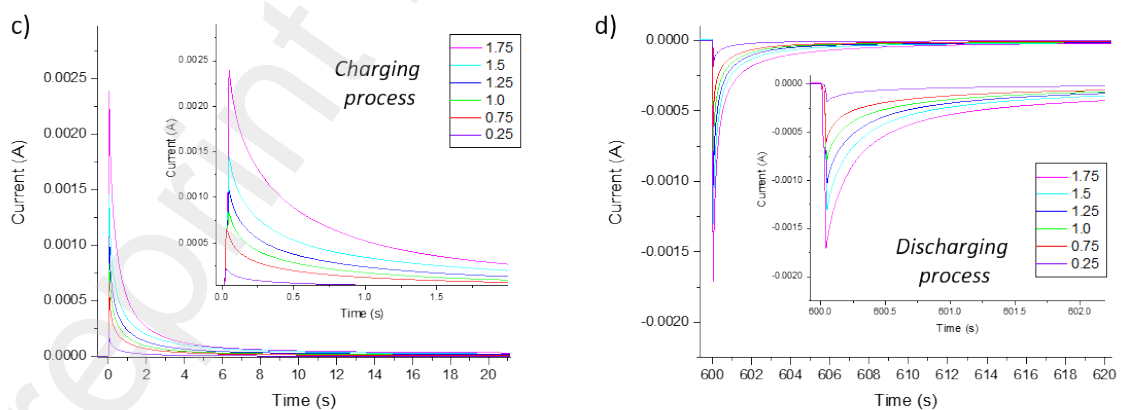 c)
Current (A)
0.0025
0.0020
0.0015
0.0010
0.0005
0.0000
0 2 4 6 8 10 12 14 16 18 20
Time (s)
Current (A)
0.0025
0.0020
0.0015
0.0010
0.0005
0.0 0.5 1.0 1.5
Time (s)
Charging
process
1.75
1.5
1.25
1.0
0.75
0.25
d)
Current (A)
0.0000
-0.0005
-0.0010
-0.0015
-0.0020
600 602 604 606 608 610 612 614 616 618 620
Time (s)
Current (A)
0.0000
-0.0005
-0.0010
-0.0015
-0.0020
600.0 600.5 601.0 601.5 602.0
Time (s)
1.75
1.5
1.25
1.0
0.75
0.25
Discharging
process
eprint